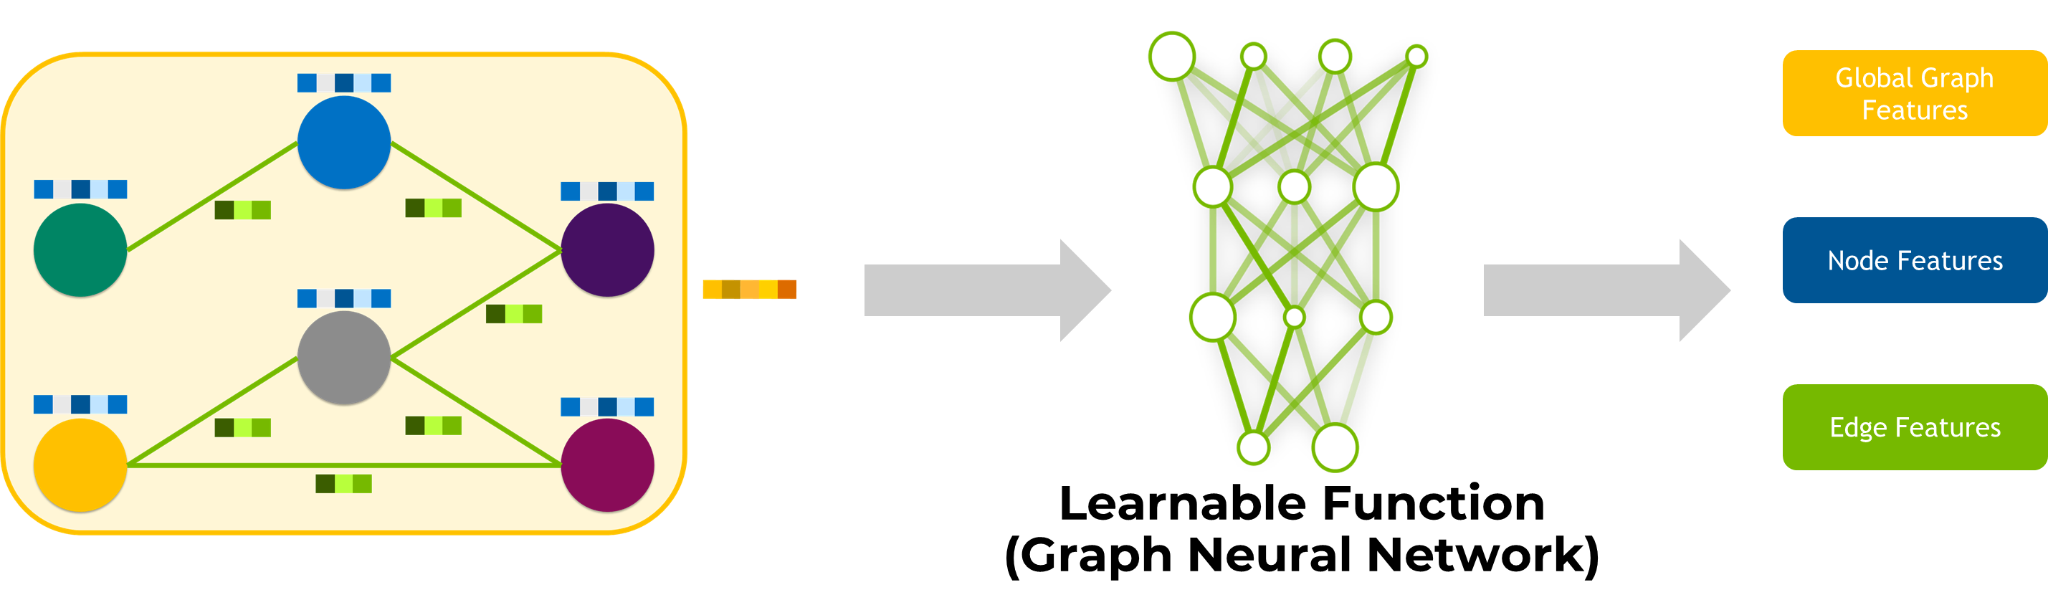 Global Graph
Features
Node Features
Edge Features
Learnable Function
(Graph Neural Network)